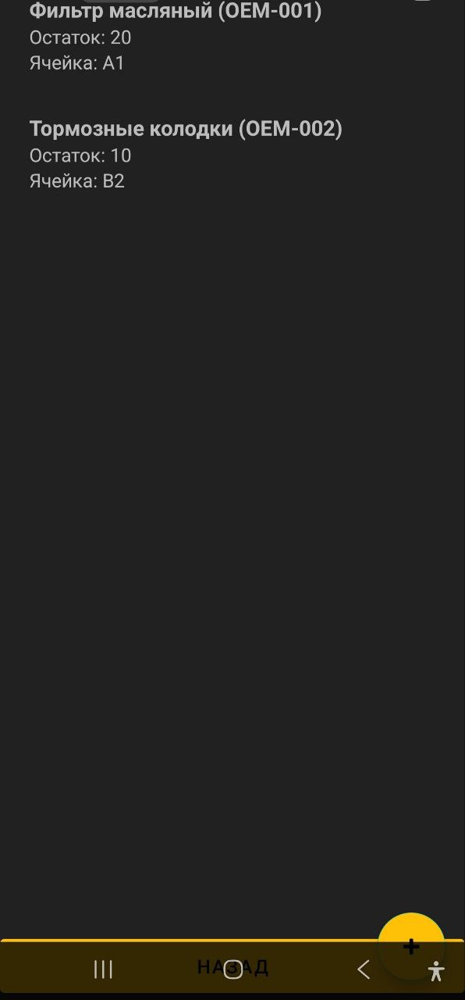 Фильтр масляный (OEM-001)
Остаток: 20
Ячейка: A1
Тормозные колодки (OEM-002)
Остаток: 10
Ячейка: B2
+
НАЗАД